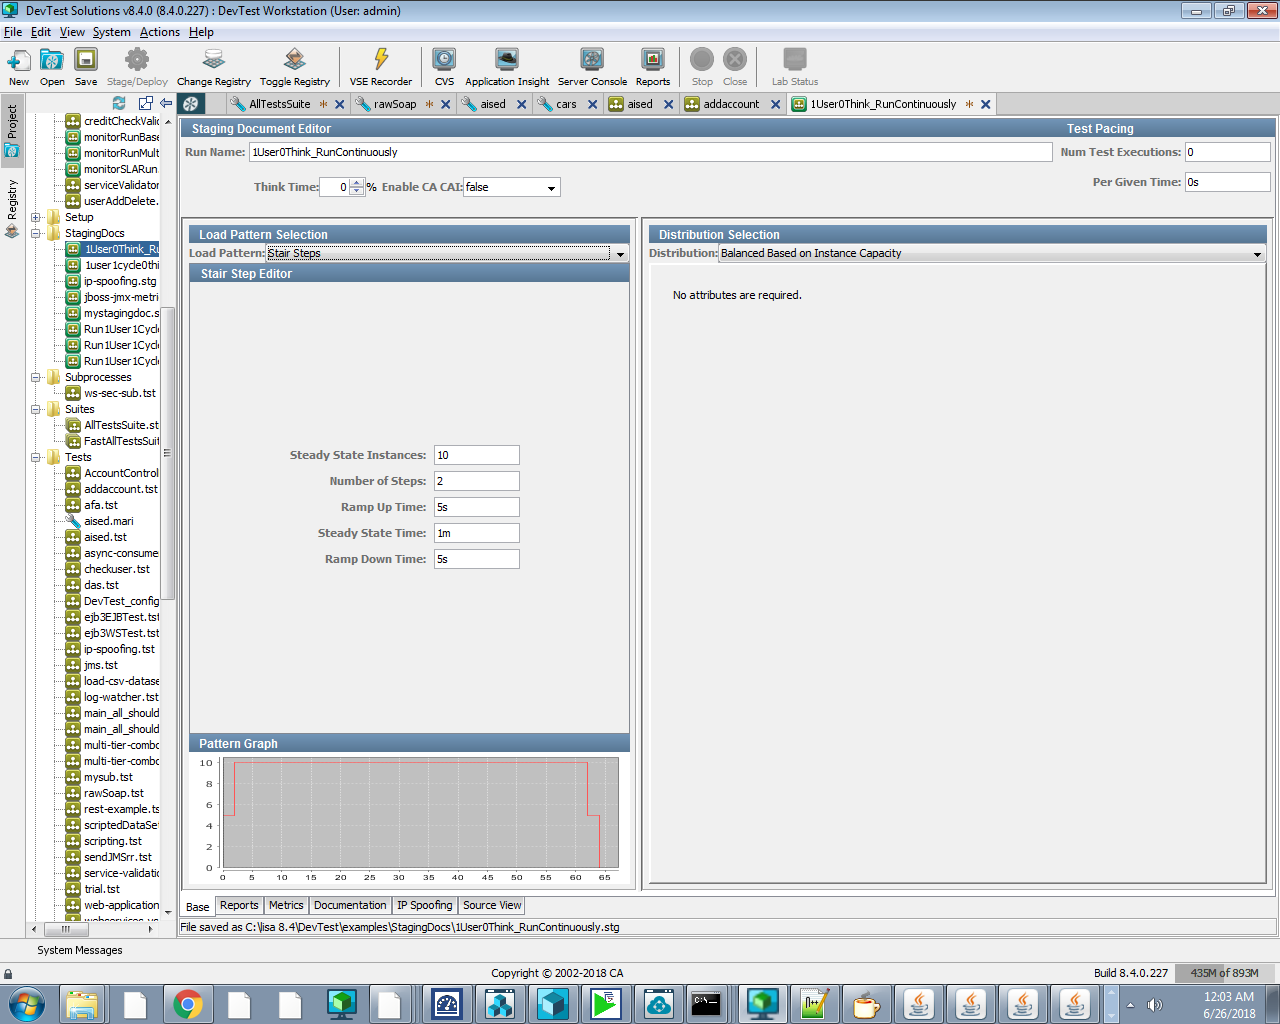 DevTest Solutions v8.4.0 (8.4.0.227) : DevTest Workstation (User: admin)
File Edit View System Actions Help
New Open Save Stage/Deploy Change Registry Toggle Registry VSE Recorder CVS Application Insight Server Console Reports Stop Close Lab Status
AllTestsSuite * rawSoap * aised cars aised addaccount 1User0Think_RunContinuously *
Project
Registry
creditCheckValid
monitorRunBase
monitorRunMult
monitorSLARun.
serviceValidator
userAddDelete.
Setup
StagingDocs
1User0Think_Ru
1user1cycle0thi
ip-spoofing.stg
jboss-jmx-metri
mystagingdoc.s
Run1User1Cycle
Run1User1Cycle
Run1User1Cycle
Subprocesses
ws-sec-sub.tst
Suites
AllTestsSuite.st
FastAllTestsSuit
Tests
AccountControl
addaccount.tst
afa.tst
aised.mari
aised.tst
async-consume
checkuser.tst
das.tst
DevTest_config
ejb3EJBTest.tst
ejb3WSTest.tst
ip-spoofing.tst
jms.tst
load-csv-datase
log-watcher.tst
main_all_should
main_all_should
multi-tier-combo
multi-tier-combo
mysub.tst
rawSoap.tst
rest-example.ts
scriptedDataSe
scripting.tst
sendJMSrr.tst
service-validatio
trial.tst
web-application
Staging Document Editor
Test Pacing
Run Name: 1User0Think_RunContinuously
Num Test Executions: 0
Think Time: 0 % Enable CA CAI: false
Per Given Time: 0s
Load Pattern Selection
Load Pattern: Stair Steps
Stair Step Editor
Steady State Instances: 10
Number of Steps: 2
Ramp Up Time: 5s
Steady State Time: 1m
Ramp Down Time: 5s
Pattern Graph
10
8
6
4
2
0
0 5 10 15 20 25 30 35 40 45 50 55 60 65
Distribution Selection
Distribution: Balanced Based on Instance Capacity
No attributes are required.
Base Reports Metrics Documentation IP Spoofing Source View
File saved as C:\lisa 8.4\DevTest\examples\StagingDocs\1User0Think_RunContinuously.stg
System Messages
Copyright © 2002-2018 CA
Build 8.4.0.227 435M of 893M
12:03 AM
6/26/2018